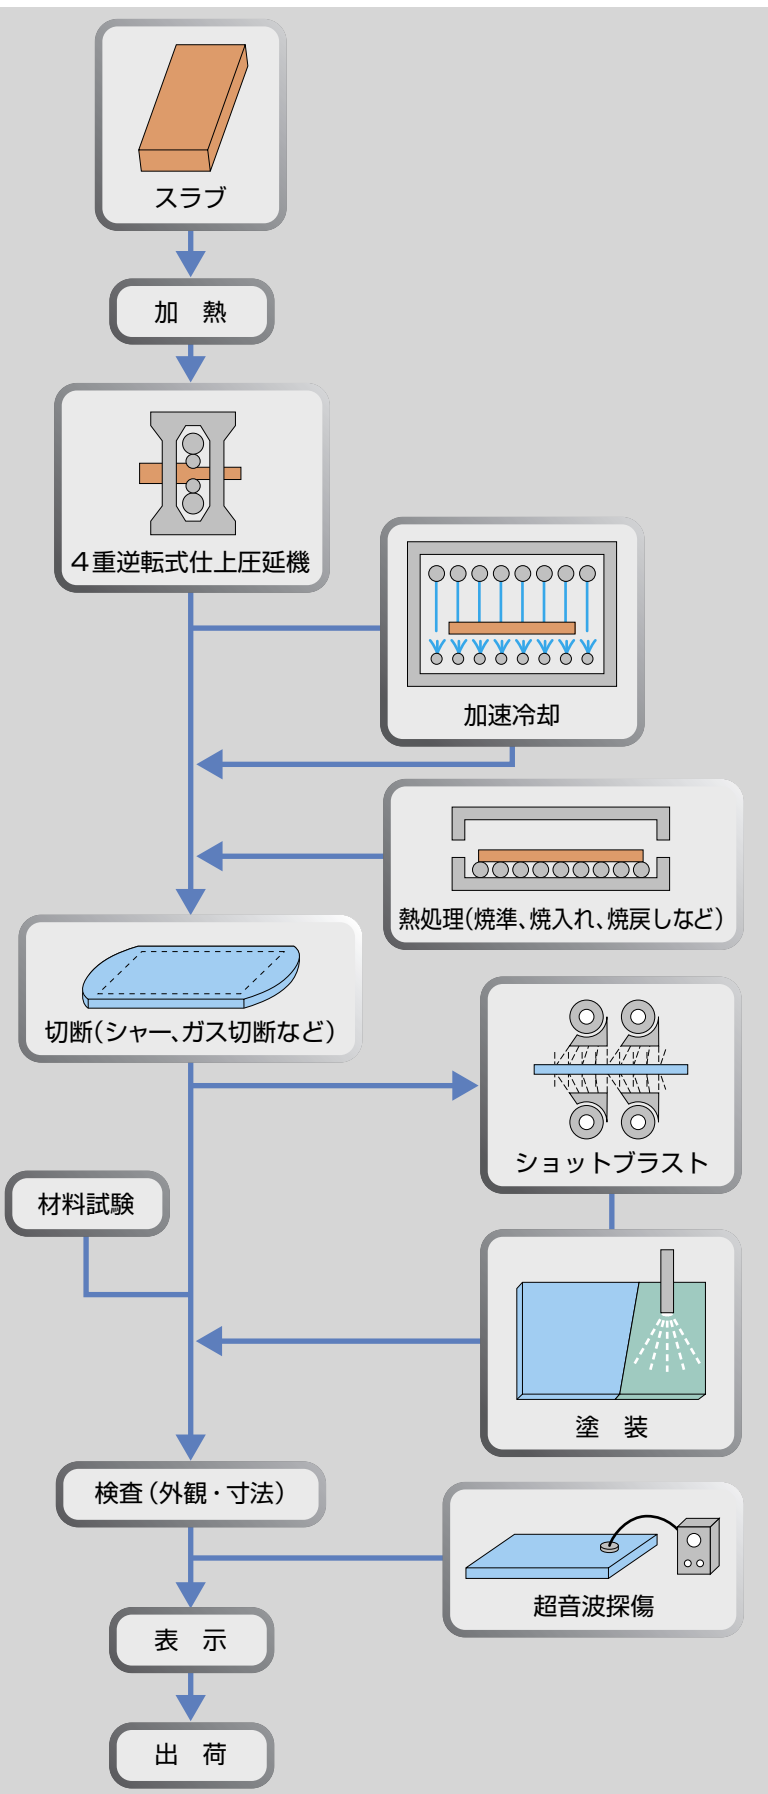 スラブ
加　熱
4重逆転式仕上圧延機
加速冷却
熱処理(焼準、焼入れ、焼戻しなど)
切断(シャー、ガス切断など)
ショットブラスト
材料試験
塗　装
検査(外観・寸法)
超音波探傷
表　示
出　荷